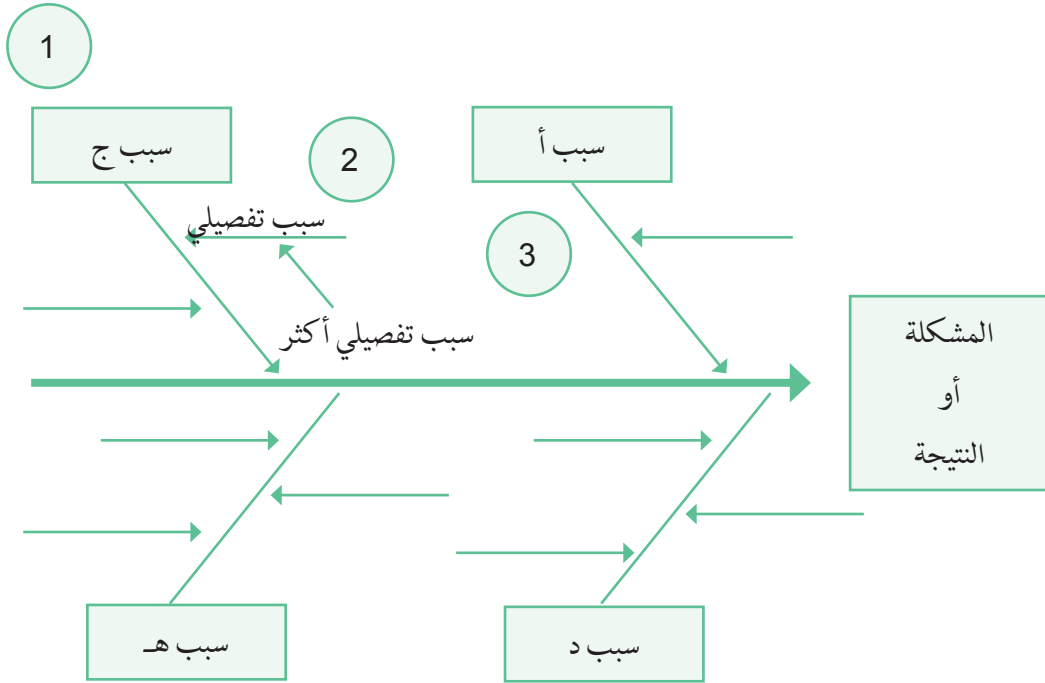 1
سبب ج
2
سبب أ
سبب تفصيلي
3
سبب تفصيلي أكثر
المشكلة
أو
النتيجة
سبب هـ
سبب د